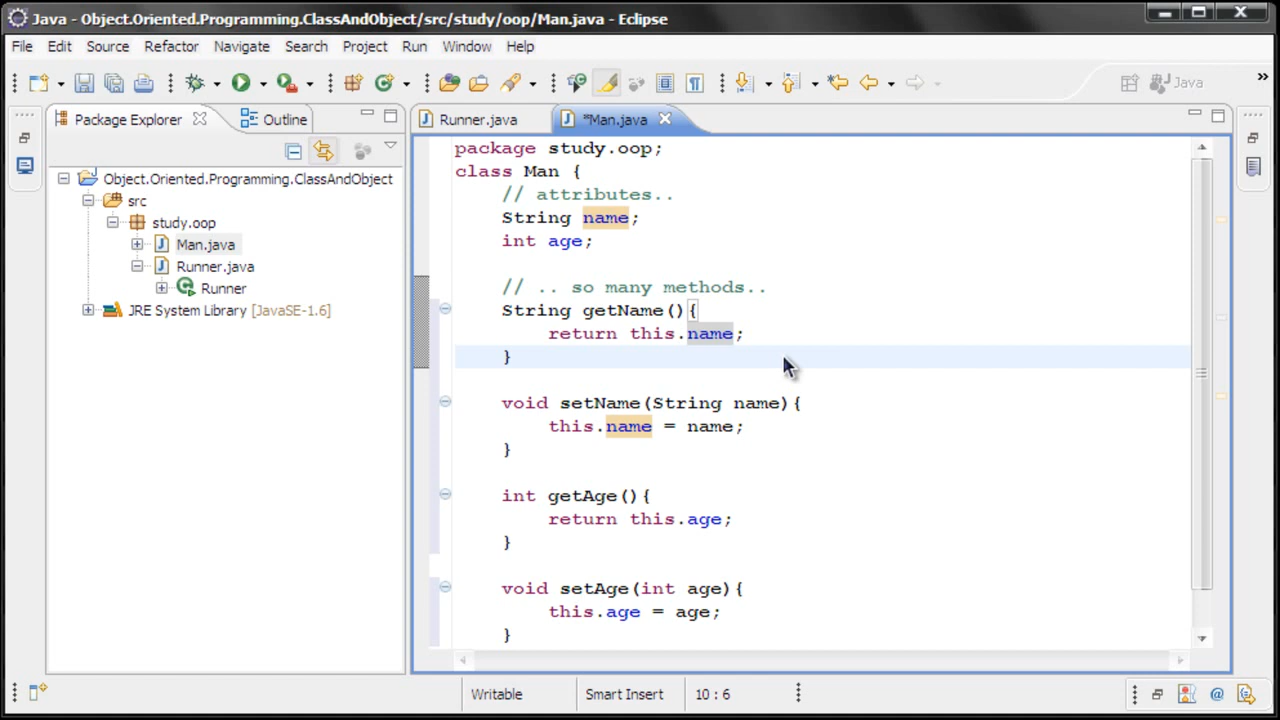 Java - Object.Oriented.Programming.ClassAndObject/src/study/oop/Man.java - Eclipse
File Edit Source Refactor Navigate Search Project Run Window Help
Java
Package Explorer Outline
Runner.java *Man.java
Object.Oriented.Programming.ClassAndObject
src
study.oop
Man.java
Runner.java
Runner
JRE System Library [JavaSE-1.6]
package study.oop;
class Man {
// attributes..
String name;
int age;
// .. so many methods..
String getName(){
return this.name;
}
void setName(String name){
this.name = name;
}
int getAge(){
return this.age;
}
void setAge(int age){
this.age = age;
}
Writable Smart Insert 10 : 6